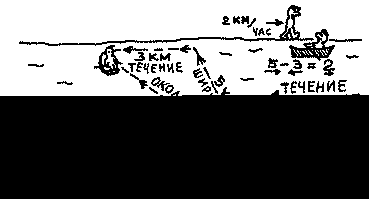 2 КМ/
ЧАС
3 КМ
ТЕЧЕНИЕ
5 - 3 = 2
ТЕЧЕНИЕ